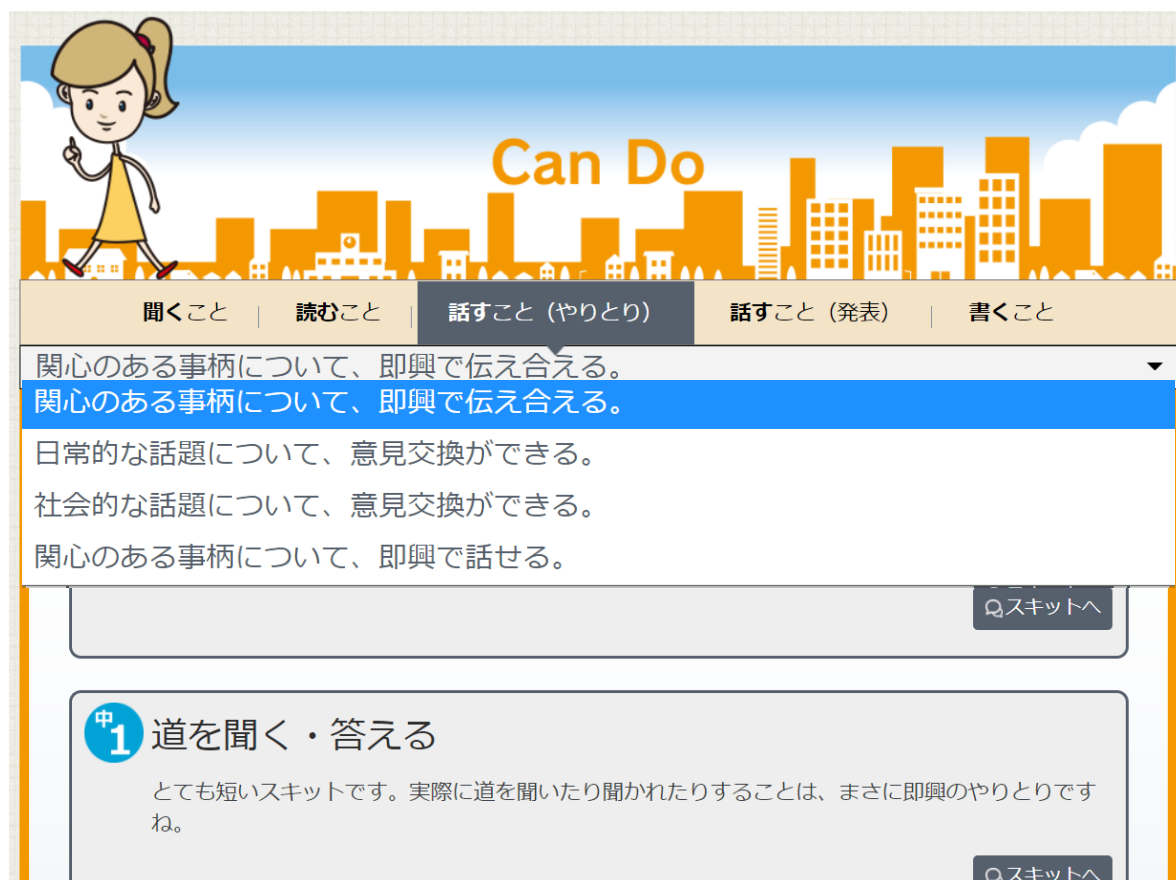 Can Do
聞くこと
読むこと
話すこと（やりとり）
話すこと（発表）
書くこと
関心のある事柄について、即興で伝え合える。
関心のある事柄について、即興で伝え合える。
日常的な話題について、意見交換ができる。
社会的な話題について、意見交換ができる。
関心のある事柄について、即興で話せる。
スキットへ
中1 道を聞く・答える
とても短いスキットです。実際に道を聞いたり聞かれたりすることは、まさに即興のやりとりです
ね。
スキットへ